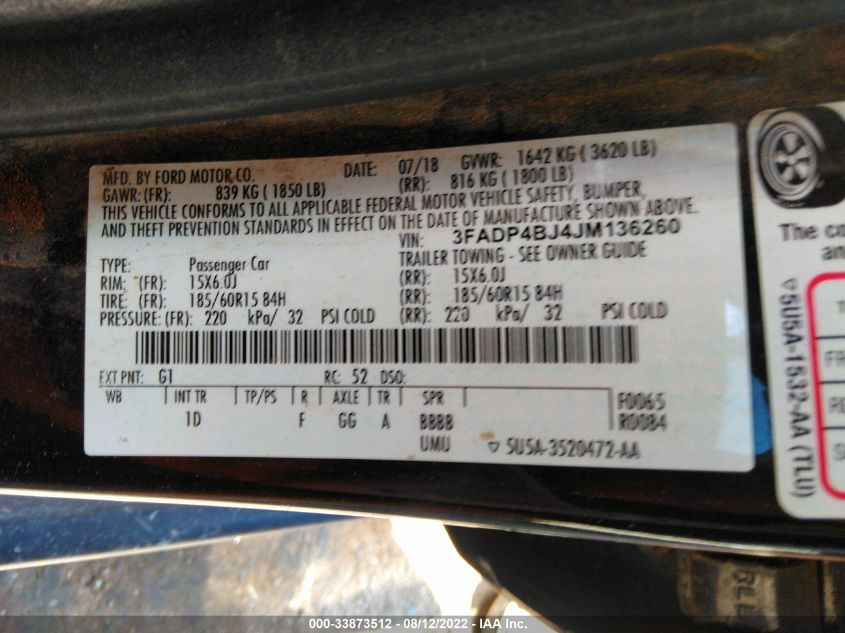 MFD. BY FORD MOTOR CO. DATE: 07/18 GVWR: 1642 KG ( 3620 LB)
GAWR: (FR): 839 KG ( 1850 LB) (RR): 816 KG ( 1800 LB)
THIS VEHICLE CONFORMS TO ALL APPLICABLE FEDERAL MOTOR VEHICLE SAFETY, BUMPER,
AND THEFT PREVENTION STANDARDS IN EFFECT ON THE DATE OF MANUFACTURE SHOWN ABOVE.
VIN: 3FADP4BJ4JM136260
TYPE: Passenger Car TRAILER TOWING - SEE OWNER GUIDE
RIM: (FR): 15X6.0J (RR): 15X6.0J
TIRE: (FR): 185/60R15 84H (RR): 185/60R15 84H
PRESSURE: (FR): 220 kPa/ 32 PSI COLD (RR): 220 kPa/ 32 PSI COLD
EXT PNT: G1 RC: 52 DSO:
WB INT TR TP/PS R AXLE TR SPR F0065
1D F GG A BBBB R0084
UMU ▽ 5U5A-3520472-AA
The co
an
▽5U5A-1532-AA (TLU)
T
FR
RE
S
000-33873512 - 08/12/2022 - IAA Inc.